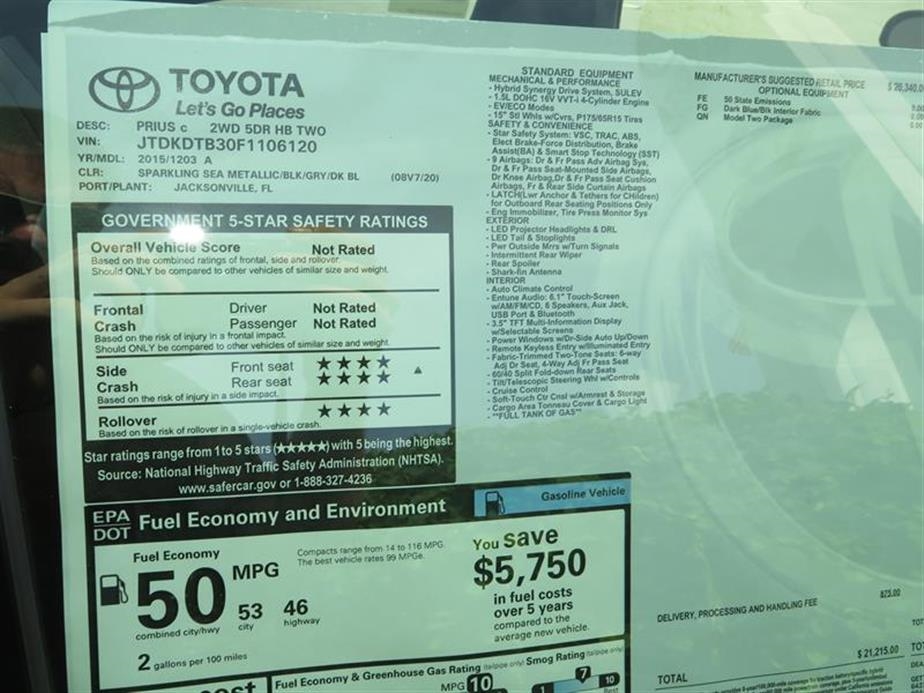 TOYOTA
Let's Go Places
DESC: PRIUS c 2WD 5DR HB TWO
VIN: JTDKDTB30F1106120
YR/MDL: 2015/1203 A
CLR: SPARKLING SEA METALLIC/BLK/GRY/DK BL (08V7/20)
PORT/PLANT: JACKSONVILLE, FL
GOVERNMENT 5-STAR SAFETY RATINGS
Overall Vehicle Score Not Rated
Based on the combined ratings of frontal, side and rollover.
Should ONLY be compared to other vehicles of similar size and weight.
Frontal Driver Not Rated
Crash Passenger Not Rated
Based on the risk of injury in a frontal impact.
Should ONLY be compared to other vehicles of similar size and weight.
Side Front seat ★★★★
Crash Rear seat ★★★★
Based on the risk of injury in a side impact.
Rollover ★★★★
Based on the risk of rollover in a single-vehicle crash.
Star ratings range from 1 to 5 stars (★★★★★) with 5 being the highest.
Source: National Highway Traffic Safety Administration (NHTSA).
www.safercar.gov or 1-888-327-4236
EPA
DOT Fuel Economy and Environment
Gasoline Vehicle
Fuel Economy
50 MPG
combined city/hwy
53
city
46
highway
2 gallons per 100 miles
Compacts range from 14 to 116 MPG.
The best vehicle rates 99 MPGe.
You save
$5,750
in fuel costs
over 5 years
compared to the
average new vehicle.
Fuel Economy & Greenhouse Gas Rating (tailpipe only)
Smog Rating (tailpipe only)
MPG 10
1 7 10
STANDARD EQUIPMENT
MECHANICAL & PERFORMANCE
- Hybrid Synergy Drive System, SULEV
- 1.5L DOHC 16V VVT-i 4-Cylinder Engine
- EV/ECO Modes
- 15" Stl Whls w/Cvrs, P175/65R15 Tires
SAFETY & CONVENIENCE
- Star Safety System: VSC, TRAC, ABS,
Elect Brake-Force Distribution, Brake
Assist(BA) & Smart Stop Technology (SST)
- 9 Airbags: Dr & Fr Pass Adv Airbag Sys,
Dr & Fr Pass Seat-Mounted Side Airbags,
Dr Knee Airbag,Dr & Fr Pass Seat Cushion
Airbags, Fr & Rear Side Curtain Airbags
- LATCH(Lwr Anchor & Tethers for CHildren)
for Outboard Rear Seating Positions Only
- Eng Immobilizer, Tire Press Monitor Sys
EXTERIOR
- LED Projector Headlights & DRL
- LED Tail & Stoplights
- Pwr Outside Mrrs w/Turn Signals
- Intermittent Rear Wiper
- Rear Spoiler
- Shark-fin Antenna
INTERIOR
- Auto Climate Control
- Entune Audio: 6.1" Touch-Screen
w/AM/FM/CD, 6 Speakers, Aux Jack,
USB Port & Bluetooth
- 3.5" TFT Multi-Information Display
w/Selectable Screens
- Power Windows w/Dr-Side Auto Up/Down
- Remote Keyless Entry w/Illuminated Entry
- Fabric-Trimmed Two-Tone Seats: 6-way
Adj Dr Seat, 4-Way Adj Fr Pass Seat
- 60/40 Split Fold-down Rear Seats
- Tilt/Telescopic Steering Whl w/Controls
- Cruise Control
- Soft-Touch Ctr Cnsl w/Armrest & Storage
- Cargo Area Tonneau Cover & Cargo Light
- **FULL TANK OF GAS**
MANUFACTURER'S SUGGESTED RETAIL PRICE
OPTIONAL EQUIPMENT
FE 50 State Emissions
FG Dark Blue/Blk Interior Fabric
QN Model Two Package
DELIVERY, PROCESSING AND HANDLING FEE 875.00
TOTAL $ 21,215.00